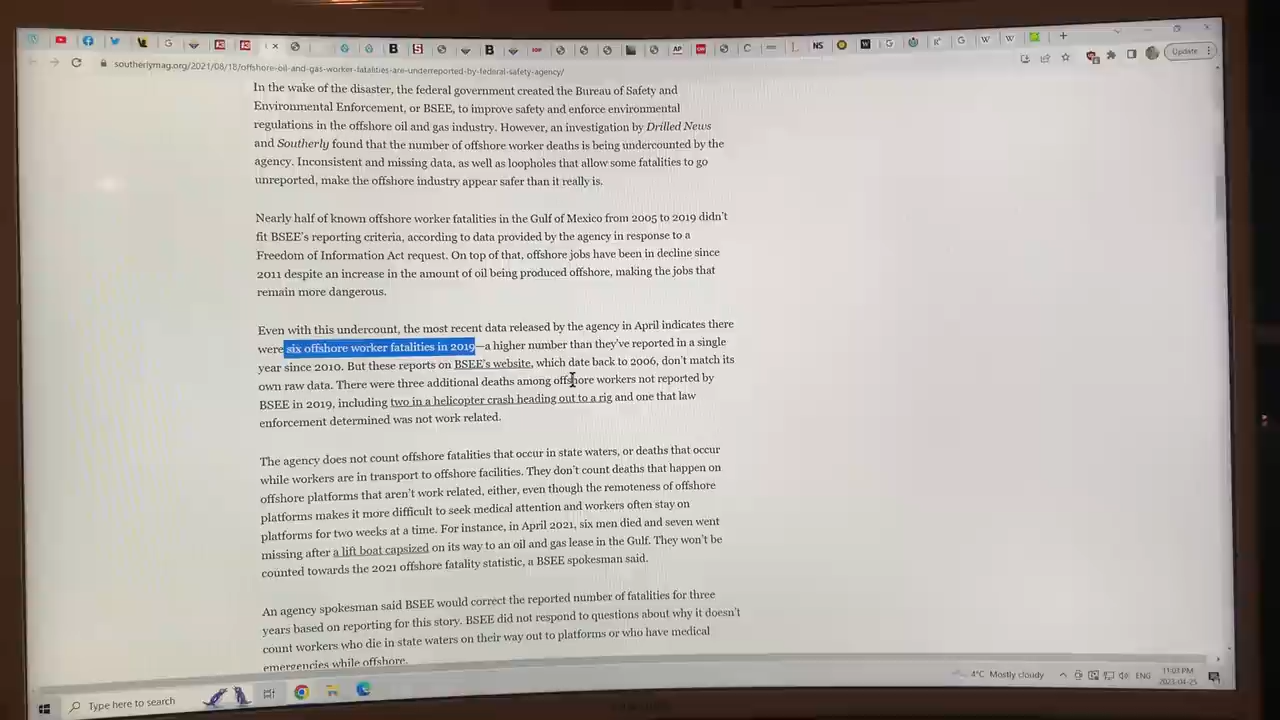 B
S
B
AP
C
L
NS
W
G
G
W
W
Update
southerlymag.org/2021/08/18/offshore-oil-and-gas-worker-fatalities-are-underreported-by-federal-safety-agency/
In the wake of the disaster, the federal government created the Bureau of Safety and
Environmental Enforcement, or BSEE, to improve safety and enforce environmental
regulations in the offshore oil and gas industry. However, an investigation by Drilled News
and Southerly found that the number of offshore worker deaths is being undercounted by the
agency. Inconsistent and missing data, as well as loopholes that allow some fatalities to go
unreported, make the offshore industry appear safer than it really is.
Nearly half of known offshore worker fatalities in the Gulf of Mexico from 2005 to 2019 didn't
fit BSEE's reporting criteria, according to data provided by the agency in response to a
Freedom of Information Act request. On top of that, offshore jobs have been in decline since
2011 despite an increase in the amount of oil being produced offshore, making the jobs that
remain more dangerous.
Even with this undercount, the most recent data released by the agency in April indicates there
were six offshore worker fatalities in 2019—a higher number than they've reported in a single
year since 2010. But these reports on BSEE's website, which date back to 2006, don't match its
own raw data. There were three additional deaths among offshore workers not reported by
BSEE in 2019, including two in a helicopter crash heading out to a rig and one that law
enforcement determined was not work related.
The agency does not count offshore fatalities that occur in state waters, or deaths that occur
while workers are in transport to offshore facilities. They don't count deaths that happen on
offshore platforms that aren't work related, either, even though the remoteness of offshore
platforms makes it more difficult to seek medical attention and workers often stay on
platforms for two weeks at a time. For instance, in April 2021, six men died and seven went
missing after a lift boat capsized on its way to an oil and gas lease in the Gulf. They won't be
counted towards the 2021 offshore fatality statistic, a BSEE spokesman said.
An agency spokesman said BSEE would correct the reported number of fatalities for three
years based on reporting for this story. BSEE did not respond to questions about why it doesn't
count workers who die in state waters on their way out to platforms or who have medical
emergencies while offshore.
Type here to search
4°C Mostly cloudy
ENG
11:03 PM
2023-04-25